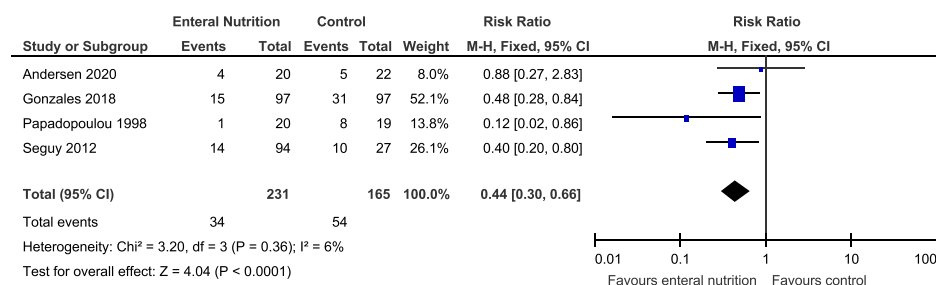 Enteral Nutrition Control Risk Ratio Risk Ratio
Study or Subgroup Events Total Events Total Weight M-H, Fixed, 95% CI M-H, Fixed, 95% CI
Andersen 2020 4 20 5 22 8.0% 0.88 [0.27, 2.83]
Gonzales 2018 15 97 31 97 52.1% 0.48 [0.28, 0.84]
Papadopoulou 1998 1 20 8 19 13.8% 0.12 [0.02, 0.86]
Seguy 2012 14 94 10 27 26.1% 0.40 [0.20, 0.80]
Total (95% CI) 231 165 100.0% 0.44 [0.30, 0.66]
Total events 34 54
Heterogeneity: Chi² = 3.20, df = 3 (P = 0.36); I² = 6%
0.01 0.1 1 10 100
Test for overall effect: Z = 4.04 (P < 0.0001)
Favours enteral nutrition Favours control